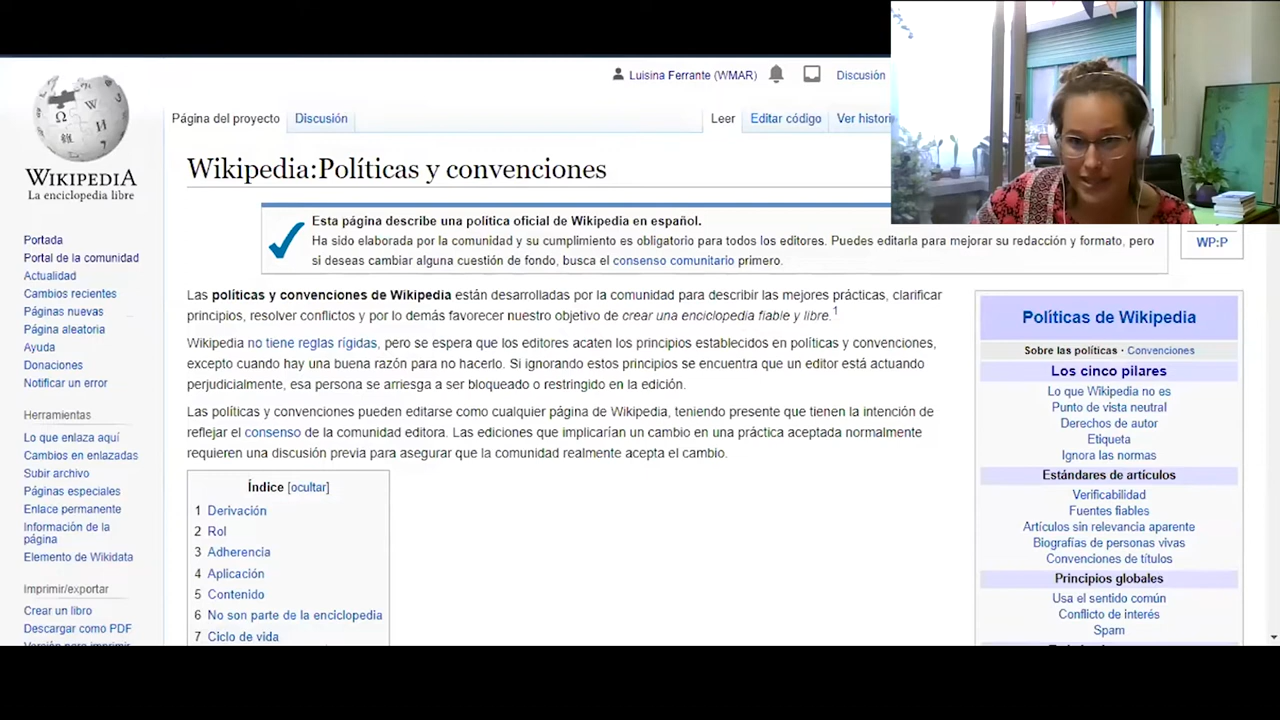 Luisina Ferrante (WMAR)
Discusión
Página del proyecto
Discusión
Leer
Editar código
Ver histori
WIKIPEDIA
La enciclopedia libre
Wikipedia:Políticas y convenciones
Esta página describe una política oficial de Wikipedia en español.
Ha sido elaborada por la comunidad y su cumplimiento es obligatorio para todos los editores. Puedes editarla para mejorar su redacción y formato, pero
si deseas cambiar alguna cuestión de fondo, busca el consenso comunitario primero.
WP:P
Portada
Portal de la comunidad
Actualidad
Cambios recientes
Páginas nuevas
Página aleatoria
Ayuda
Donaciones
Notificar un error
Herramientas
Lo que enlaza aquí
Cambios en enlazadas
Subir archivo
Páginas especiales
Enlace permanente
Información de la
página
Elemento de Wikidata
Imprimir/exportar
Crear un libro
Descargar como PDF
Versión para imprimir
Las políticas y convenciones de Wikipedia están desarrolladas por la comunidad para describir las mejores prácticas, clarificar
principios, resolver conflictos y por lo demás favorecer nuestro objetivo de crear una enciclopedia fiable y libre.1
Wikipedia no tiene reglas rígidas, pero se espera que los editores acaten los principios establecidos en políticas y convenciones,
excepto cuando hay una buena razón para no hacerlo. Si ignorando estos principios se encuentra que un editor está actuando
perjudicialmente, esa persona se arriesga a ser bloqueado o restringido en la edición.
Las políticas y convenciones pueden editarse como cualquier página de Wikipedia, teniendo presente que tienen la intención de
reflejar el consenso de la comunidad editora. Las ediciones que implicarían un cambio en una práctica aceptada normalmente
requieren una discusión previa para asegurar que la comunidad realmente acepta el cambio.
Índice [ocultar]
1 Derivación
2 Rol
3 Adherencia
4 Aplicación
5 Contenido
6 No son parte de la enciclopedia
7 Ciclo de vida
Políticas de Wikipedia
Sobre las políticas · Convenciones
Los cinco pilares
Lo que Wikipedia no es
Punto de vista neutral
Derechos de autor
Etiqueta
Ignora las normas
Estándares de artículos
Verificabilidad
Fuentes fiables
Artículos sin relevancia aparente
Biografías de personas vivas
Convenciones de títulos
Principios globales
Usa el sentido común
Conflicto de interés
Spam